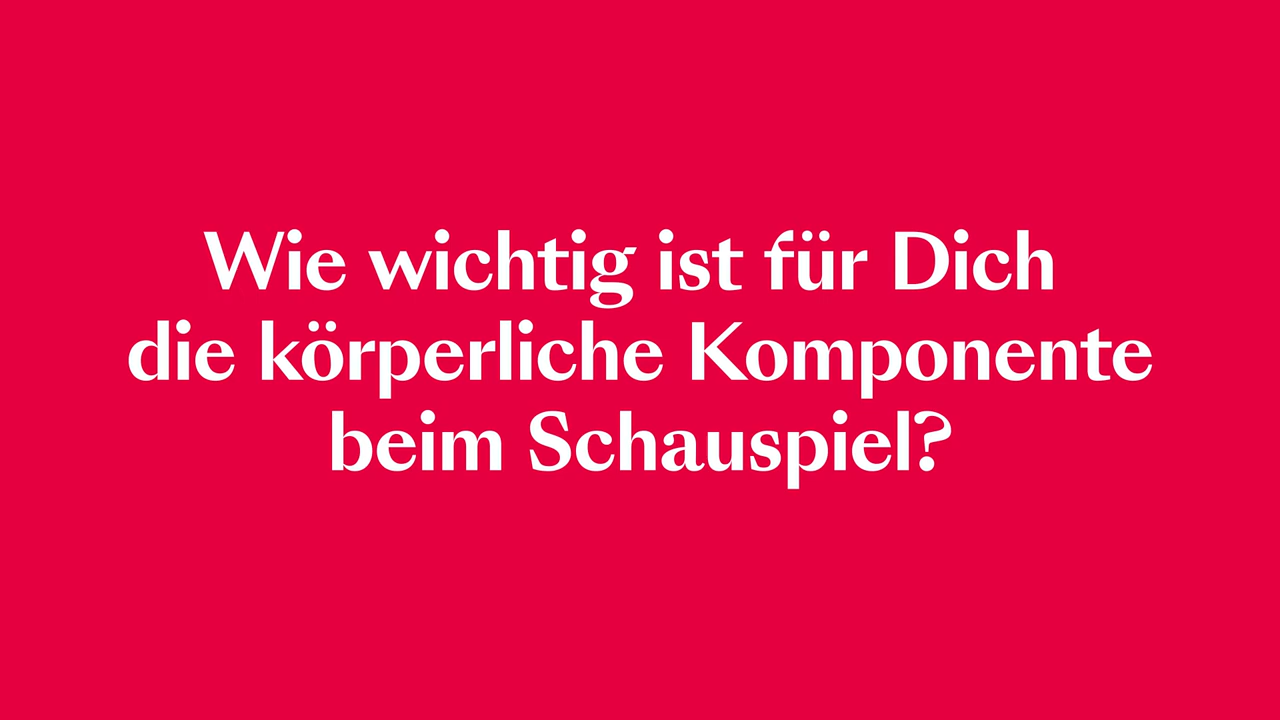 Wie wichtig ist für Dich
die körperliche Komponente
beim Schauspiel?